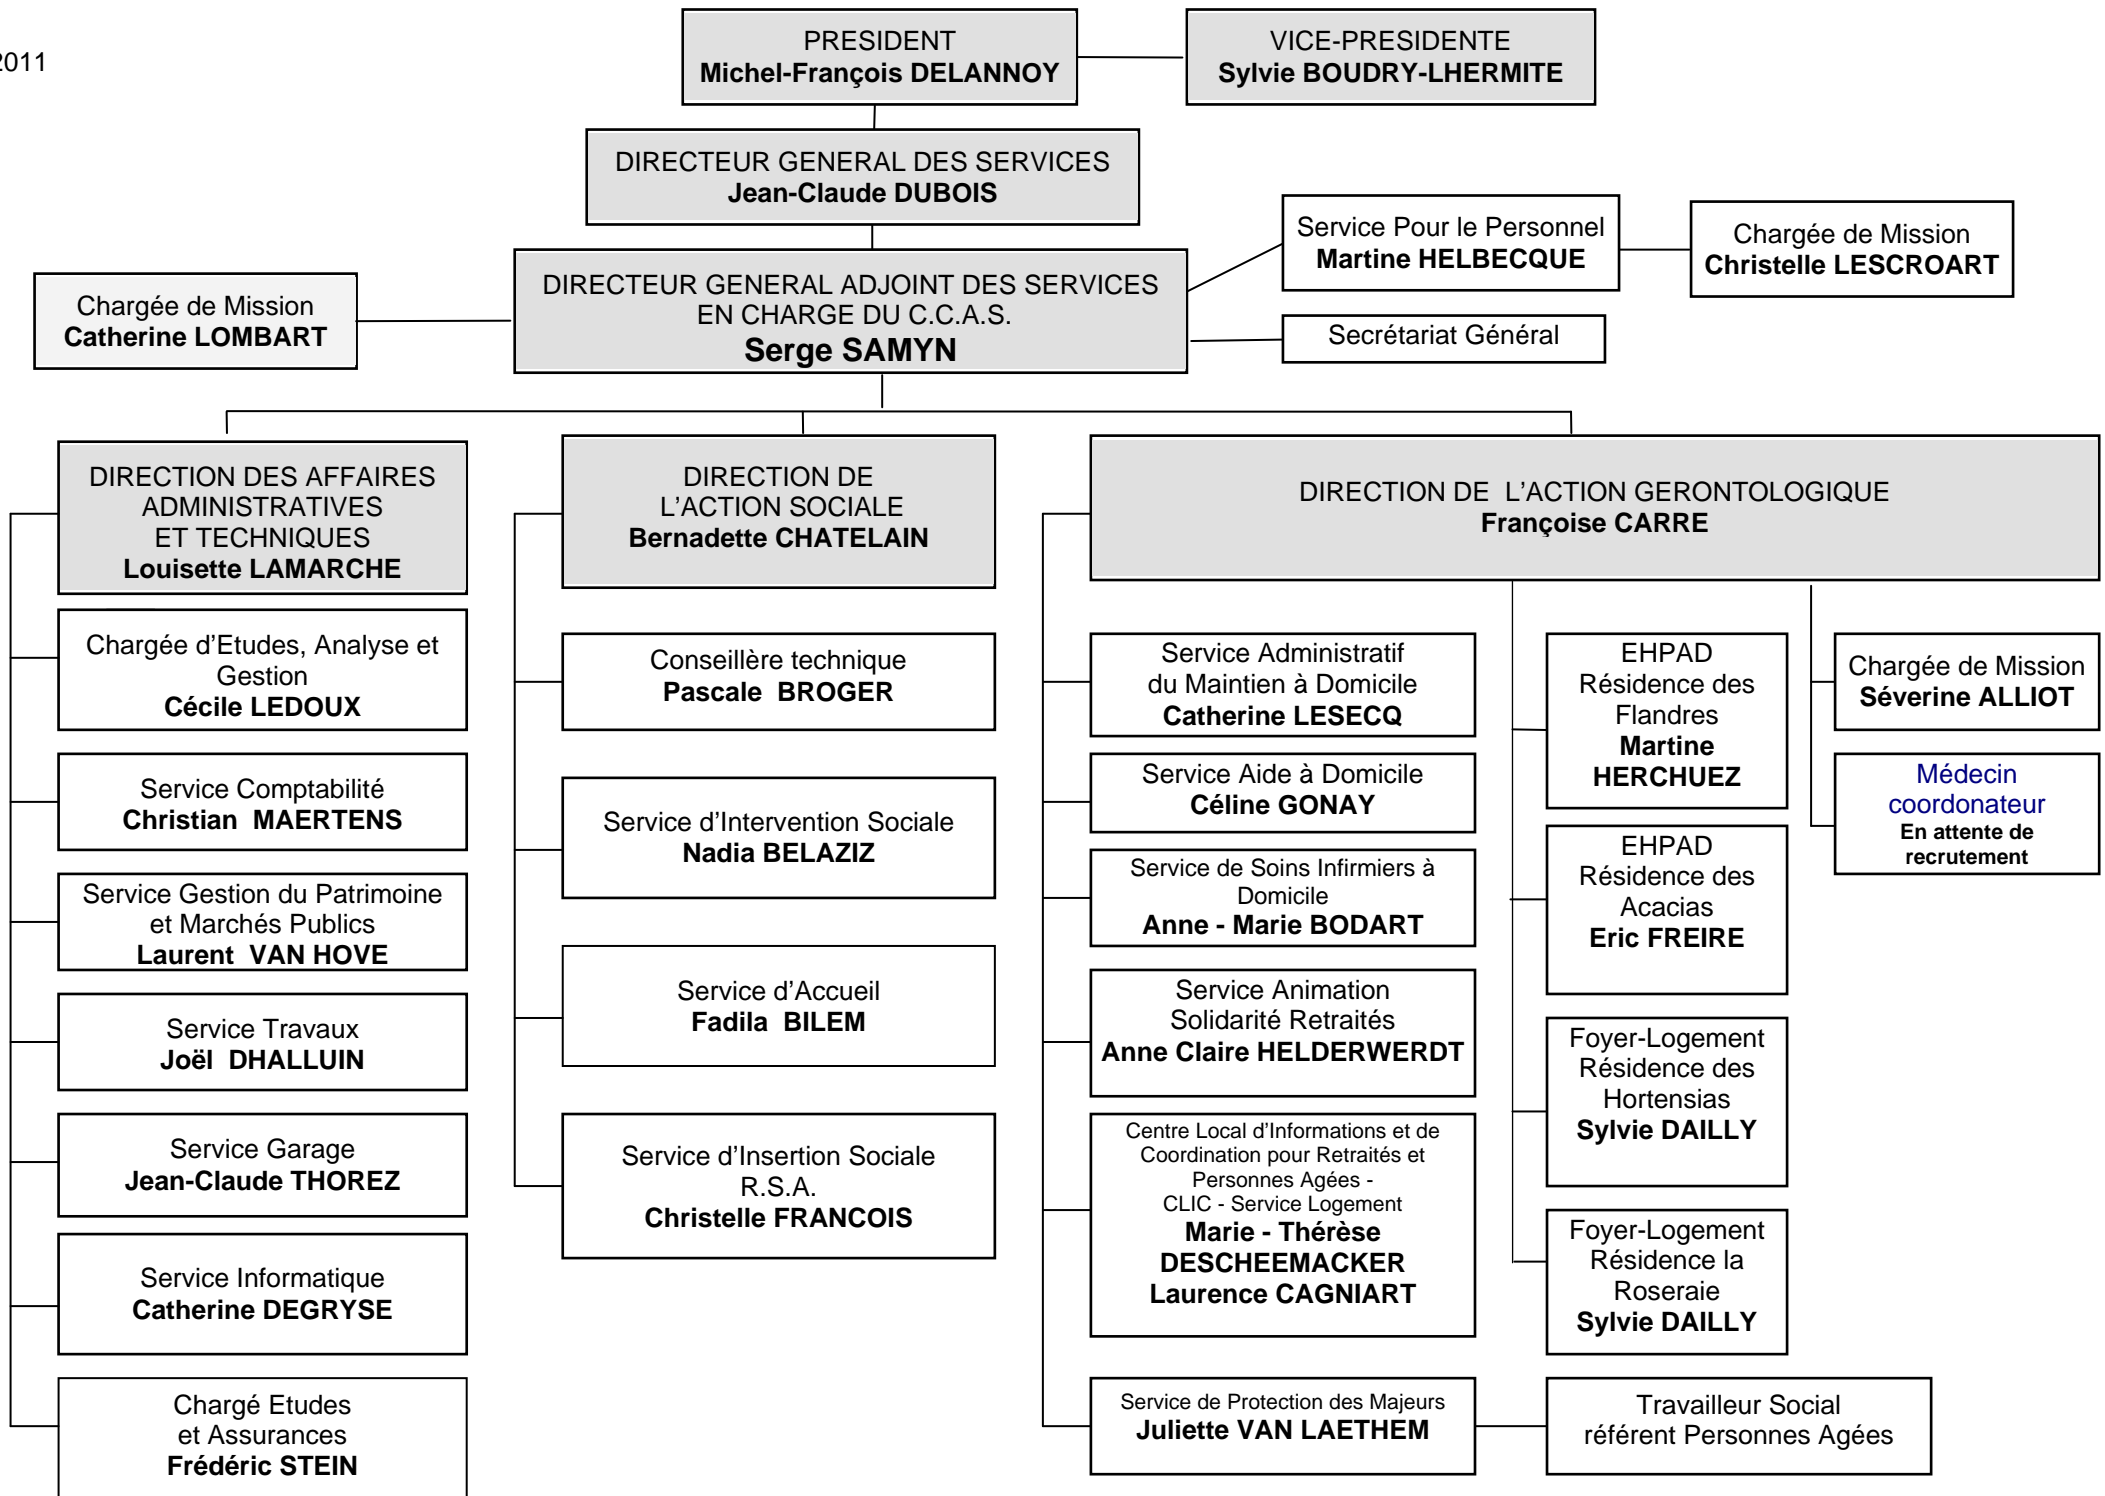 2011
PRESIDENT
Michel-François DELANNOY
VICE-PRESIDENTE
Sylvie BOUDRY-LHERMITE
DIRECTEUR GENERAL DES SERVICES
Jean-Claude DUBOIS
Service Pour le Personnel
Martine HELBECQUE
Chargée de Mission
Christelle LESCROART
Chargée de Mission
Catherine LOMBART
DIRECTEUR GENERAL ADJOINT DES SERVICES
EN CHARGE DU C.C.A.S.
Serge SAMYN
Secrétariat Général
DIRECTION DES AFFAIRES
ADMINISTRATIVES
ET TECHNIQUES
Louisette LAMARCHE
Chargée d'Etudes, Analyse et
Gestion
Cécile LEDOUX
Service Comptabilité
Christian MAERTENS
Service Gestion du Patrimoine
et Marchés Publics
Laurent VAN HOVE
Service Travaux
Joël DHALLUIN
Service Garage
Jean-Claude THOREZ
Service Informatique
Catherine DEGRYSE
Chargé Etudes
et Assurances
Frédéric STEIN
DIRECTION DE
L'ACTION SOCIALE
Bernadette CHATELAIN
Conseillère technique
Pascale BROGER
Service d'Intervention Sociale
Nadia BELAZIZ
Service d'Accueil
Fadila BILEM
Service d'Insertion Sociale
R.S.A.
Christelle FRANCOIS
DIRECTION DE L'ACTION GERONTOLOGIQUE
Françoise CARRE
Service Administratif
du Maintien à Domicile
Catherine LESECQ
Service Aide à Domicile
Céline GONAY
Service de Soins Infirmiers à
Domicile
Anne - Marie BODART
Service Animation
Solidarité Retraités
Anne Claire HELDERWERDT
Centre Local d'Informations et de
Coordination pour Retraités et
Personnes Agées -
CLIC - Service Logement
Marie - Thérèse
DESCHEEMACKER
Laurence CAGNIART
Service de Protection des Majeurs
Juliette VAN LAETHEM
EHPAD
Résidence des
Flandres
Martine
HERCHUEZ
EHPAD
Résidence des
Acacias
Eric FREIRE
Foyer-Logement
Résidence des
Hortensias
Sylvie DAILLY
Foyer-Logement
Résidence la
Roseraie
Sylvie DAILLY
Travailleur Social
référent Personnes Agées
Chargée de Mission
Séverine ALLIOT
Médecin
coordonateur
En attente de
recrutement